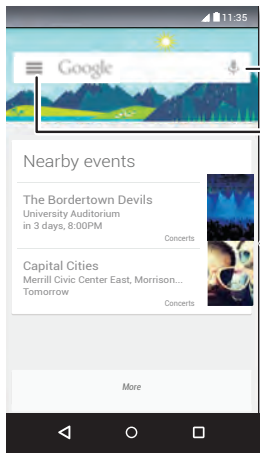 11:35
Google
Nearby events
The Bordertown Devils
University Auditorium
in 3 days, 8:00PM
Concerts
Capital Cities
Merrill Civic Center East, Morrison...
Tomorrow
Concerts
More